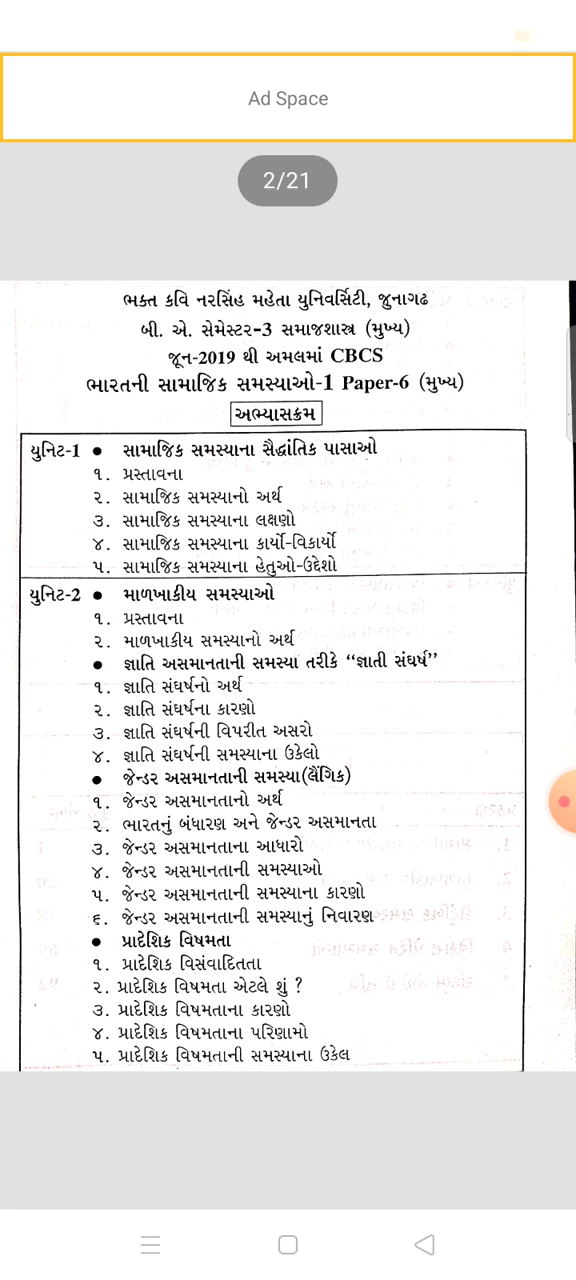 Ad Space
2/21
ભક્ત કવિ નરસિંહ મહેતા યુનિવર્સિટી, જુનાગઢ
બી. એ. સેમેસ્ટર-3 સમાજશાસ્ત્ર (મુખ્ય)
જૂન-2019 થી અમલમાં CBCS
ભારતની સામાજિક સમસ્યાઓ-1 Paper-6 (મુખ્ય)
અભ્યાસક્રમ
યુનિટ-1 • સામાજિક સમસ્યાના સૈદ્ધાંતિક પાસાઓ
૧. પ્રસ્તાવના
૨. સામાજિક સમસ્યાનો અર્થ
૩. સામાજિક સમસ્યાના લક્ષણો
૪. સામાજિક સમસ્યાના કાર્યો-વિકાર્યો
૫. સામાજિક સમસ્યાના હેતુઓ-ઉદ્દેશો
યુનિટ-2 • માળખાકીય સમસ્યાઓ
૧. પ્રસ્તાવના
૨. માળખાકીય સમસ્યાનો અર્થ
• જ્ઞાતિ અસમાનતાની સમસ્યા તરીકે “જ્ઞાતી સંઘર્ષ”
૧. જ્ઞાતિ સંઘર્ષનો અર્થ
૨. જ્ઞાતિ સંઘર્ષના કારણો
૩. જ્ઞાતિ સંઘર્ષની વિપરીત અસરો
૪. જ્ઞાતિ સંઘર્ષની સમસ્યાના ઉકેલો
• જેન્ડર અસમાનતાની સમસ્યા(લૈંગિક)
૧. જેન્ડર અસમાનતાનો અર્થ
૨. ભારતનું બંધારણ અને જેન્ડર અસમાનતા
૩. જેન્ડર અસમાનતાના આધારો
૪. જેન્ડર અસમાનતાની સમસ્યાઓ
૫. જેન્ડર અસમાનતાની સમસ્યાના કારણો
૬. જેન્ડર અસમાનતાની સમસ્યાનું નિવારણ
• પ્રાદેશિક વિષમતા
૧. પ્રાદેશિક વિસંવાદિતતા
૨. પ્રાદેશિક વિષમતા એટલે શું ?
૩. પ્રાદેશિક વિષમતાના કારણો
૪. પ્રાદેશિક વિષમતાના પરિણામો
૫. પ્રાદેશિક વિષમતાની સમસ્યાના ઉકેલ